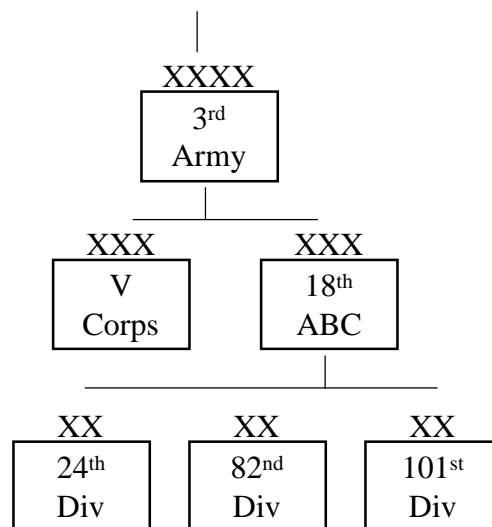 XXXX
3rd
Army
XXX
XXX
V
Corps
18th
ABC
XX
XX
XX
24th
Div
82nd
Div
101st
Div